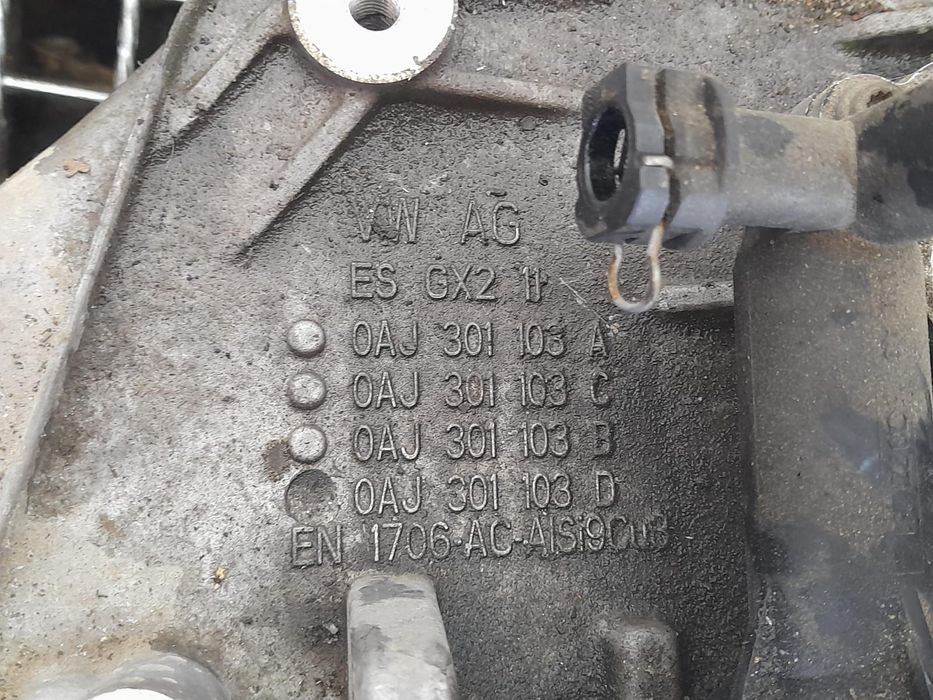 VW AG
ES GX2 11
0AJ 301 103 A
0AJ 301 103 C
0AJ 301 103 B
0AJ 301 103 D
EN 1706-AC-AlSi9Cu3